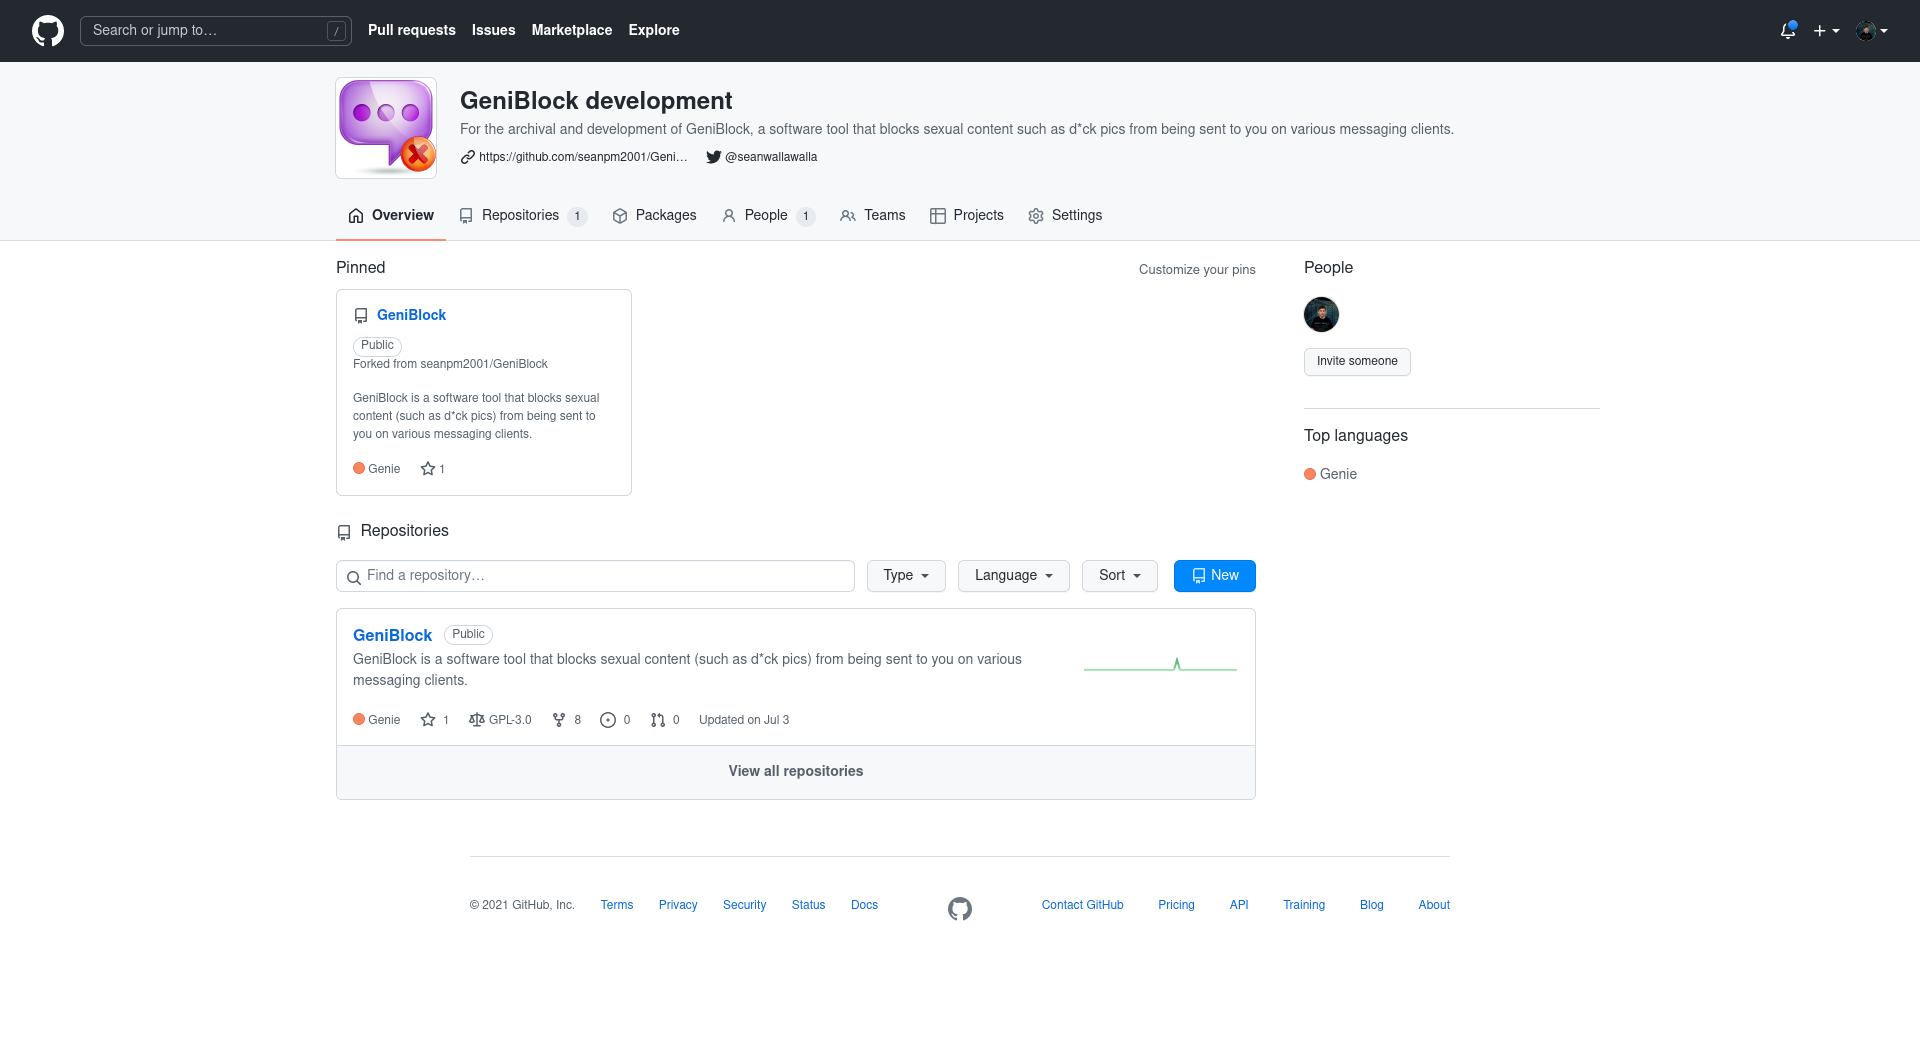 Search or jump to…
/
Pull requests
Issues
Marketplace
Explore
GeniBlock development
For the archival and development of GeniBlock, a software tool that blocks sexual content such as d*ck pics from being sent to you on various messaging clients.
https://github.com/seanpm2001/Geni… @seanwallawalla
Overview
Repositories 1
Packages
People 1
Teams
Projects
Settings
Pinned
Customize your pins
GeniBlock
Public
Forked from seanpm2001/GeniBlock
GeniBlock is a software tool that blocks sexual
content (such as d*ck pics) from being sent to
you on various messaging clients.
Genie 1
Repositories
Find a repository…
Type
Language
Sort
New
GeniBlock Public
GeniBlock is a software tool that blocks sexual content (such as d*ck pics) from being sent to you on various
messaging clients.
Genie 1 GPL-3.0 8 0 0 Updated on Jul 3
View all repositories
People
Invite someone
Top languages
Genie
© 2021 GitHub, Inc. Terms Privacy Security Status Docs Contact GitHub Pricing API Training Blog About